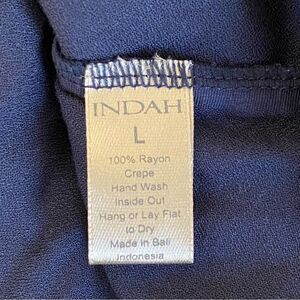 INDAH
L
100% Rayon
Crepe
Hand Wash
Inside Out
Hang or Lay Flat
to Dry
Made in Bali
Indonesia